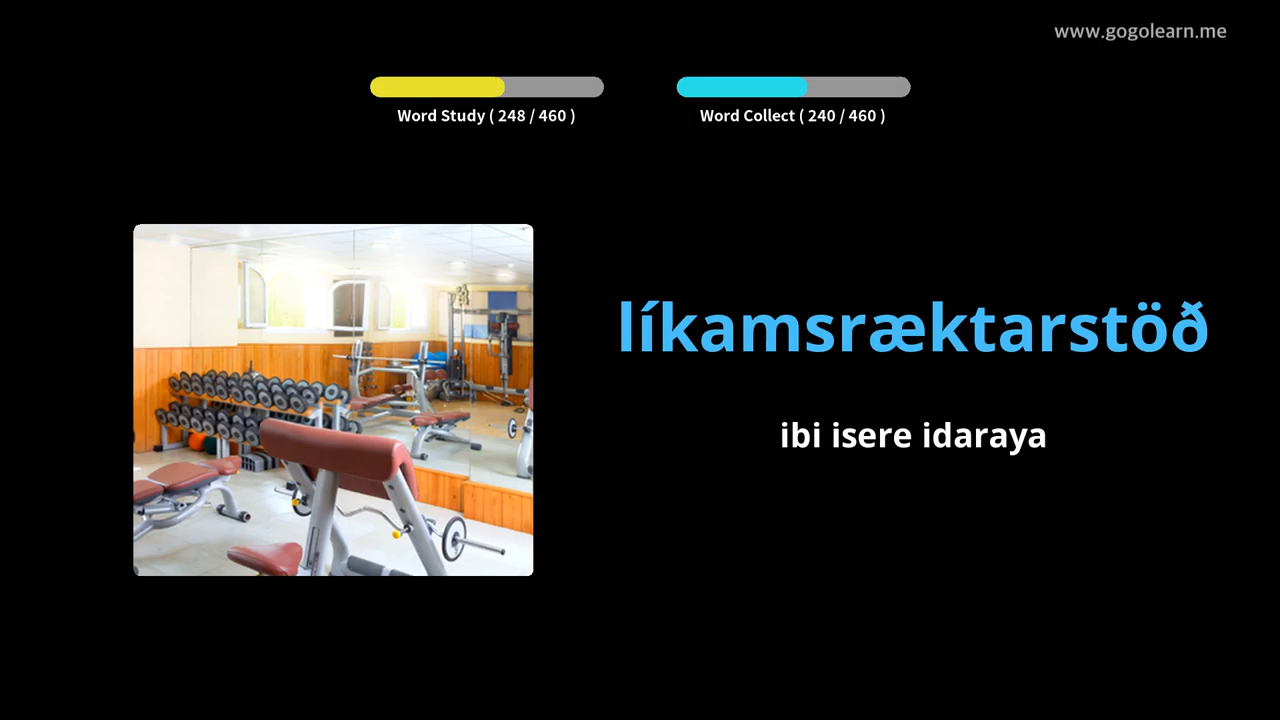 www.gogolearn.me
Word Study ( 248 / 460 )
Word Collect ( 240 / 460 )
líkamsræktarstöð
ibi isere idaraya